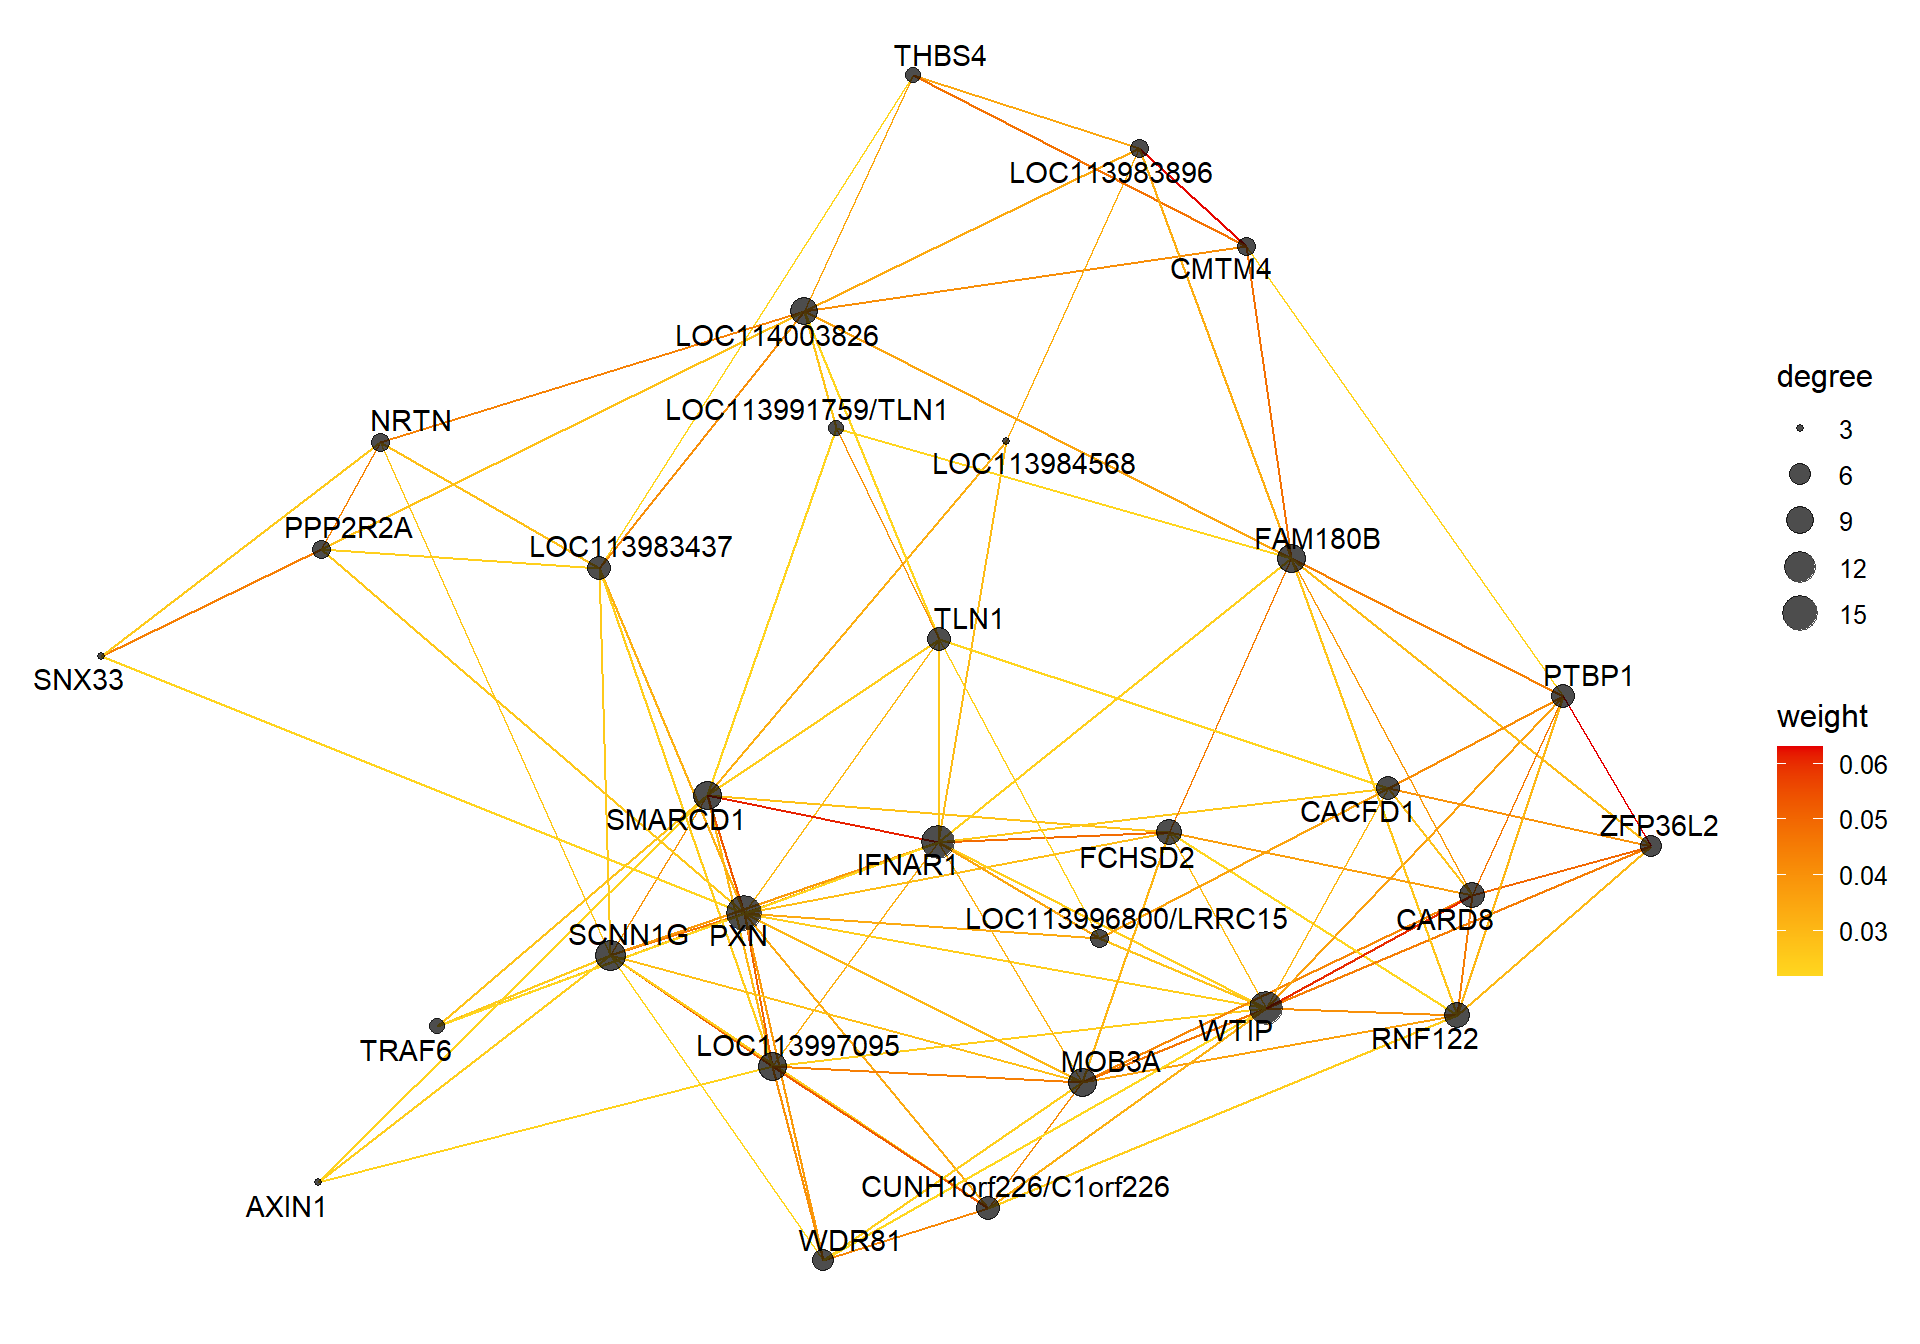 THBS4
LOC113983896
CMTM4
LOC114003826
degree
3
6
9
12
15
LOC113991759/TLN1
NRTN
LOC113984568
PPP2R2A
LOC113983437
FAM180B
TLN1
SNX33
PTBP1
weight
0.06
0.05
0.04
0.03
SMARCD1
CACFD1
ZFP36L2
IFNAR1
FCHSD2
LOC113996800/LRRC15
CARD8
SCNN1G
PXN
WTIP
RNF122
TRAF6
LOC113997095
MOB3A
CUNH1orf226/C1orf226
AXIN1
WDR81